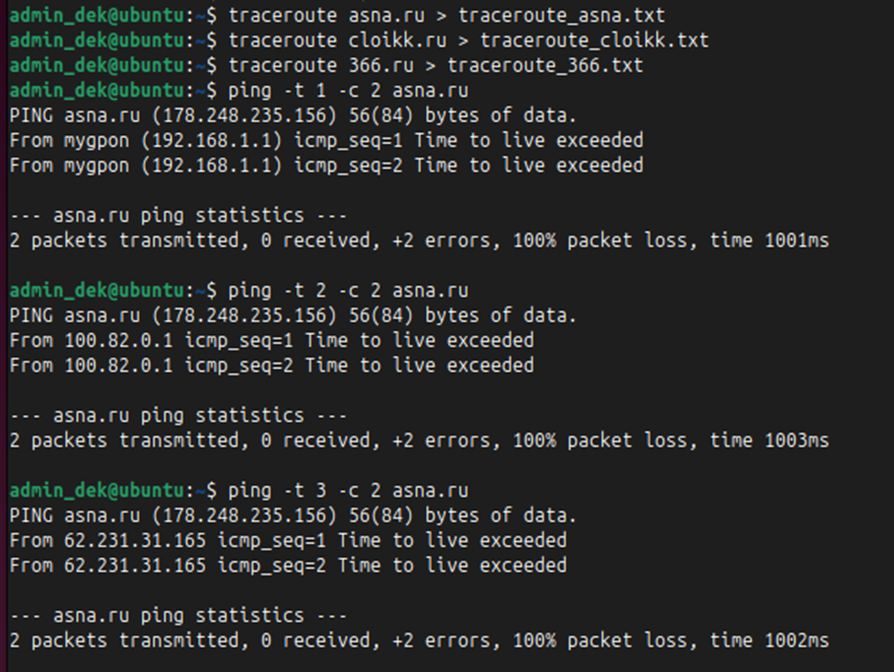 admin_dek@ubuntu:~$ traceroute asna.ru > traceroute_asna.txt
admin_dek@ubuntu:~$ traceroute cloikk.ru > traceroute_cloikk.txt
admin_dek@ubuntu:~$ traceroute 366.ru > traceroute_366.txt
admin_dek@ubuntu:~$ ping -t 1 -c 2 asna.ru
PING asna.ru (178.248.235.156) 56(84) bytes of data.
From mygpon (192.168.1.1) icmp_seq=1 Time to live exceeded
From mygpon (192.168.1.1) icmp_seq=2 Time to live exceeded

--- asna.ru ping statistics ---
2 packets transmitted, 0 received, +2 errors, 100% packet loss, time 1001ms

admin_dek@ubuntu:~$ ping -t 2 -c 2 asna.ru
PING asna.ru (178.248.235.156) 56(84) bytes of data.
From 100.82.0.1 icmp_seq=1 Time to live exceeded
From 100.82.0.1 icmp_seq=2 Time to live exceeded

--- asna.ru ping statistics ---
2 packets transmitted, 0 received, +2 errors, 100% packet loss, time 1003ms

admin_dek@ubuntu:~$ ping -t 3 -c 2 asna.ru
PING asna.ru (178.248.235.156) 56(84) bytes of data.
From 62.231.31.165 icmp_seq=1 Time to live exceeded
From 62.231.31.165 icmp_seq=2 Time to live exceeded

--- asna.ru ping statistics ---
2 packets transmitted, 0 received, +2 errors, 100% packet loss, time 1002ms